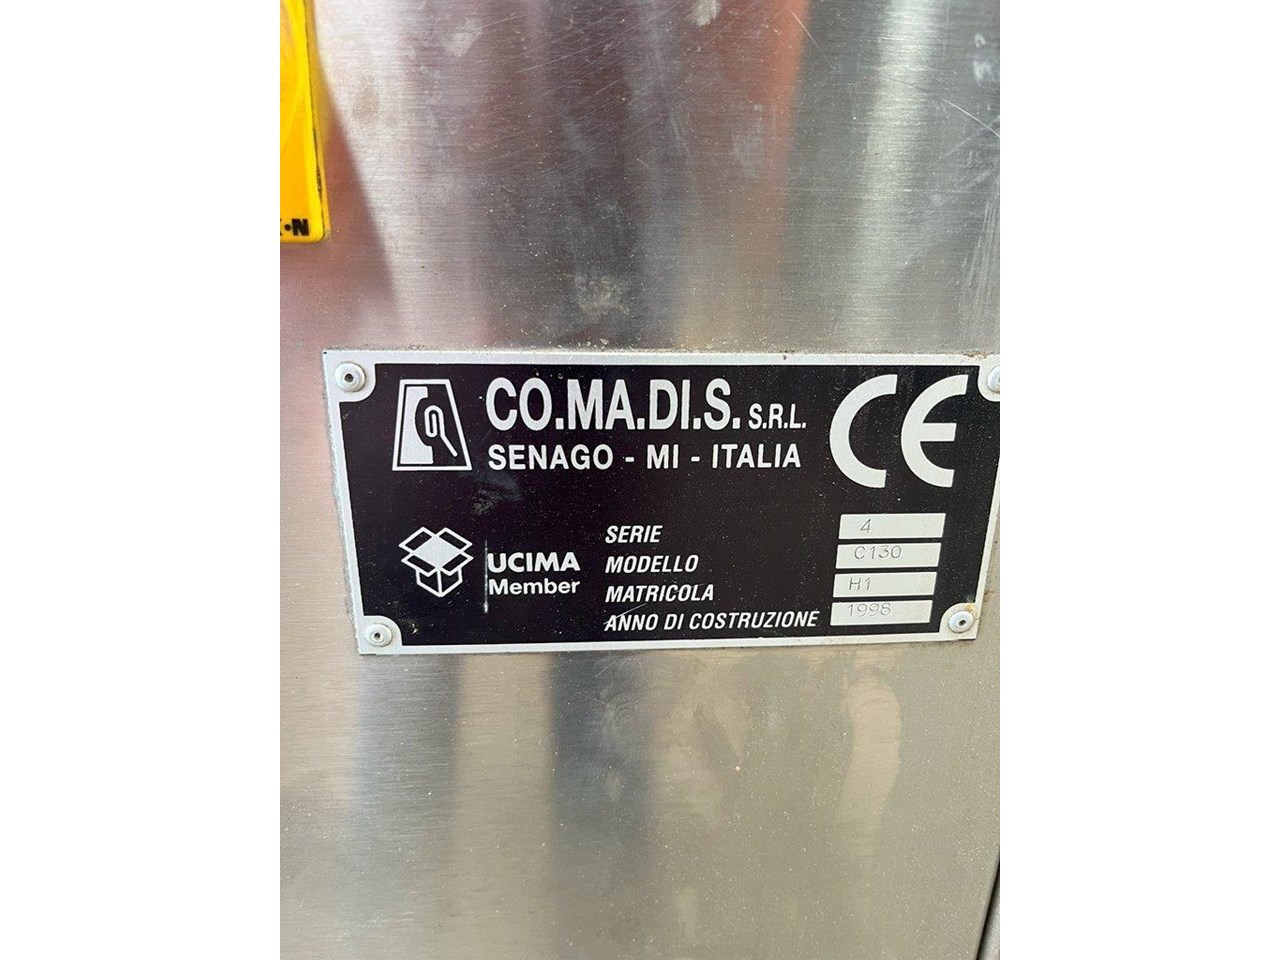 CO.MA.DI.S. S.R.L.
SENAGO - MI - ITALIA
CE
UCIMA
Member
SERIE 4
MODELLO C130
MATRICOLA H1
ANNO DI COSTRUZIONE 1998